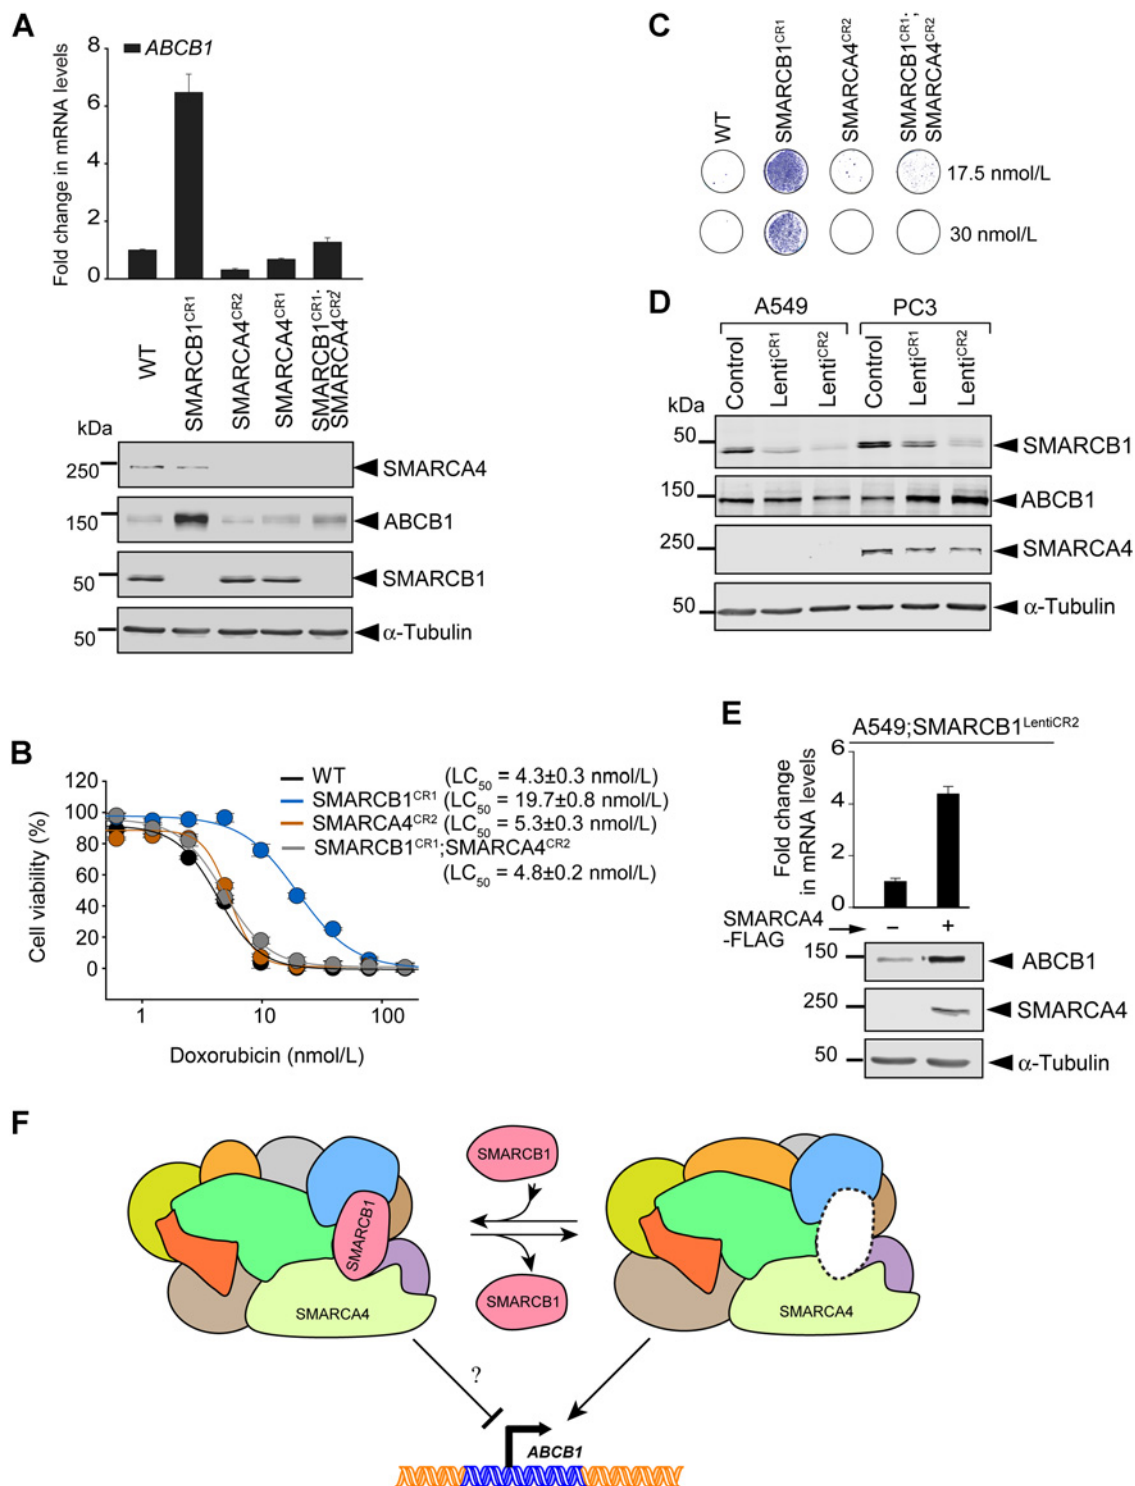 A
8
6
4
2
0
Fold change in mRNA levels
ABCB1
WT
SMARCB1CR1
SMARCA4CR2
SMARCA4CR1
SMARCB1CR1;
SMARCA4CR2
kDa
250
SMARCA4
150
ABCB1
50
SMARCB1
50
α-Tubulin
B
120
100
80
60
40
20
0
Cell viability (%)
1 10 100
Doxorubicin (nmol/L)
WT (LC50 = 4.3±0.3 nmol/L)
SMARCB1CR1 (LC50 = 19.7±0.8 nmol/L)
SMARCA4CR2 (LC50 = 5.3±0.3 nmol/L)
SMARCB1CR1;SMARCA4CR2
(LC50 = 4.8±0.2 nmol/L)
C
WT
SMARCB1CR1
SMARCA4CR2
SMARCB1CR1;
SMARCA4CR2
17.5 nmol/L
30 nmol/L
D
A549 PC3
Control
LentiCR1
LentiCR2
Control
LentiCR1
LentiCR2
kDa
50
SMARCB1
150
ABCB1
250
SMARCA4
50
α-Tubulin
E
A549;SMARCB1LentiCR2
6
4
2
0
Fold change
in mRNA levels
SMARCA4
-FLAG
− +
150
ABCB1
250
SMARCA4
50
α-Tubulin
F
SMARCB1
SMARCA4
SMARCB1
SMARCB1
SMARCA4
?
ABCB1